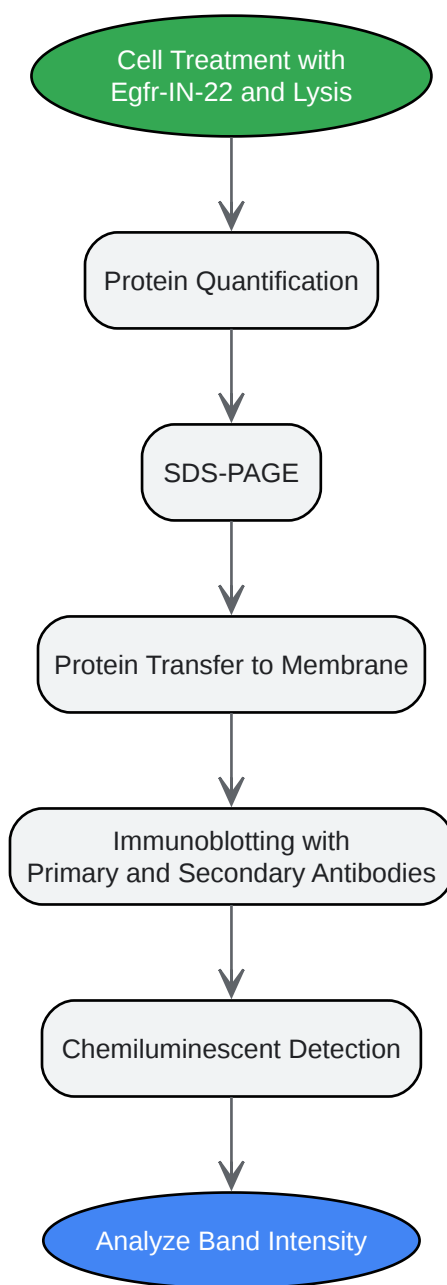 Cell Treatment with
Egfr-IN-22 and Lysis
Protein Quantification
SDS-PAGE
Protein Transfer to Membrane
Immunoblotting with
Primary and Secondary Antibodies
Chemiluminescent Detection
Analyze Band Intensity